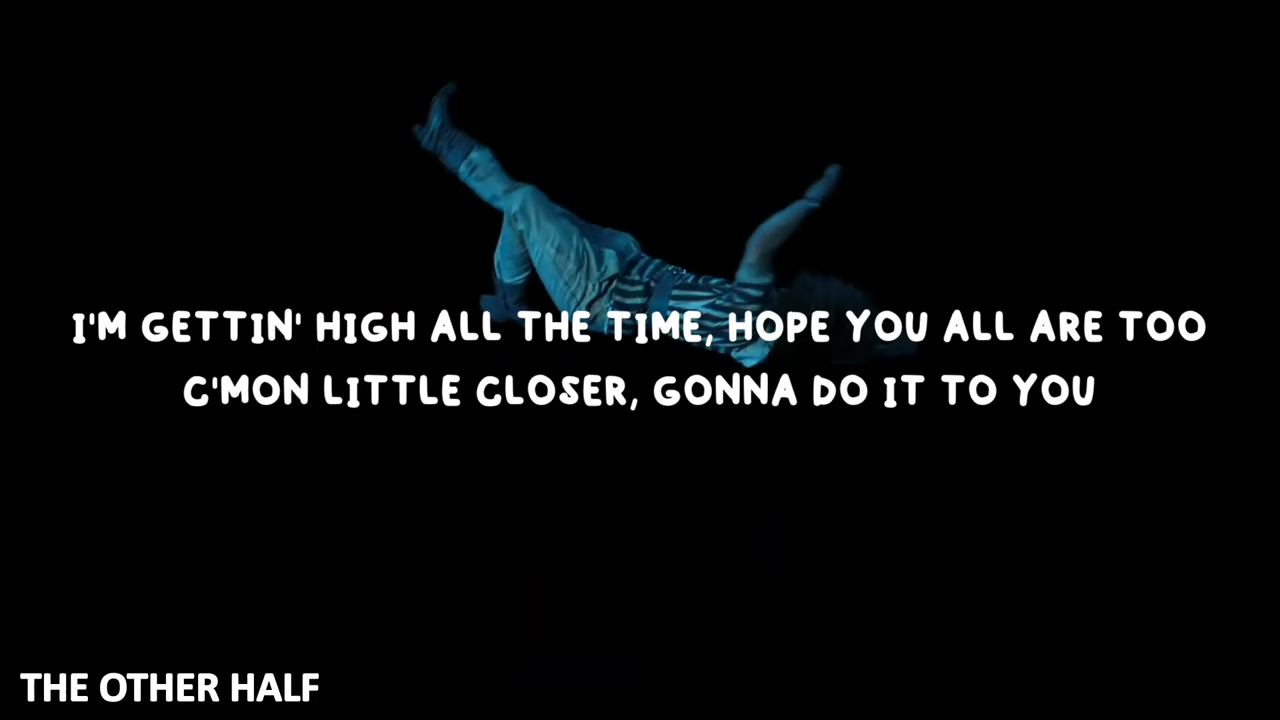 I'M GETTIN' HIGH ALL THE TIME, HOPE YOU ALL ARE TOO
C'MON LITTLE CLOSER, GONNA DO IT TO YOU
THE OTHER HALF